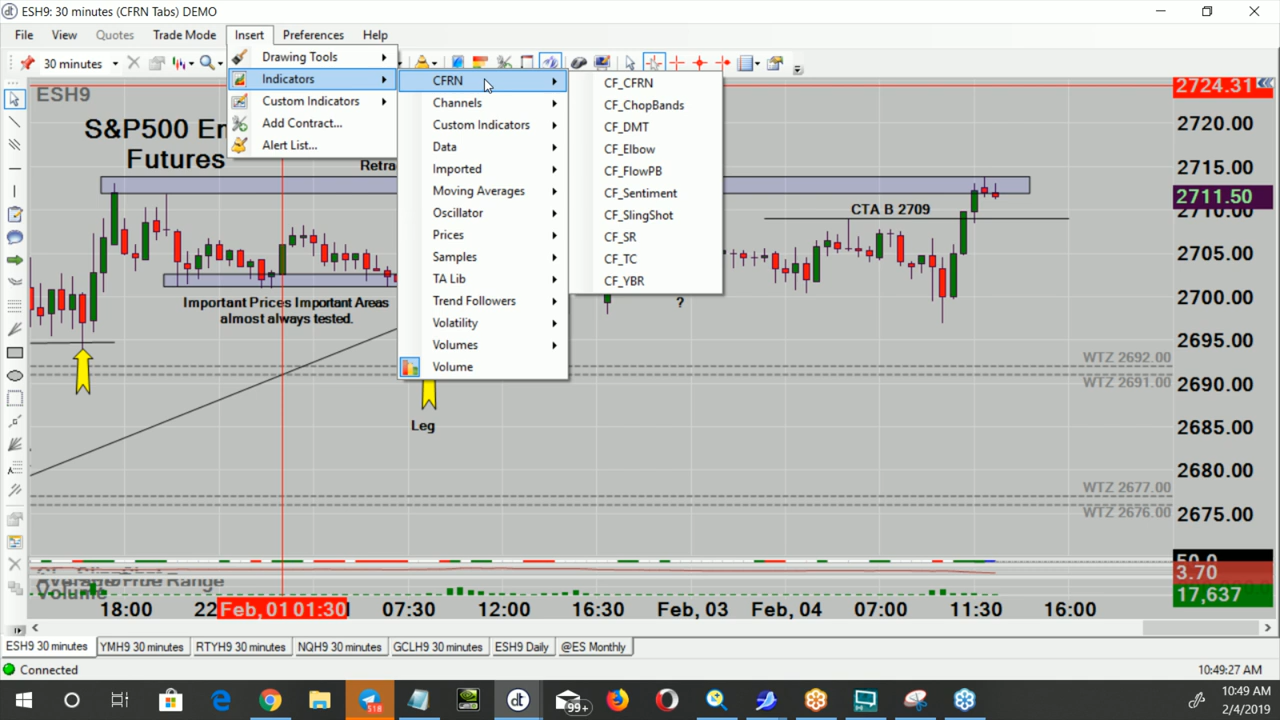 ESH9: 30 minutes (CFRN Tabs) DEMO
File View Quotes Trade Mode Insert Preferences Help
30 minutes
Drawing Tools
Indicators
Custom Indicators
Add Contract...
Alert List...
CFRN
Channels
Custom Indicators
Data
Imported
Moving Averages
Oscillator
Prices
Samples
TA Lib
Trend Followers
Volatility
Volumes
Volume
CF_CFRN
CF_ChopBands
CF_DMT
CF_Elbow
CF_FlowPB
CF_Sentiment
CF_SlingShot
CF_SR
CF_TC
CF_YBR
ESH9
S&P500 Em
Futures
Retra
CTA B 2709
Important Prices Important Areas
almost always tested.
?
Leg
WTZ 2692.00
WTZ 2691.00
WTZ 2677.00
WTZ 2676.00
2724.31
2720.00
2715.00
2711.50
2710.00
2705.00
2700.00
2695.00
2690.00
2685.00
2680.00
2675.00
50.0
3.70
17,637
Volume
18:00 22 Feb, 01 01:30 07:30 12:00 16:30 Feb, 03 Feb, 04 07:00 11:30 16:00
ESH9 30 minutes YMH9 30 minutes RTYH9 30 minutes NQH9 30 minutes GCLH9 30 minutes ESH9 Daily @ES Monthly
Connected 10:49:27 AM
518 dt 99+ 10:49 AM
2/4/2019